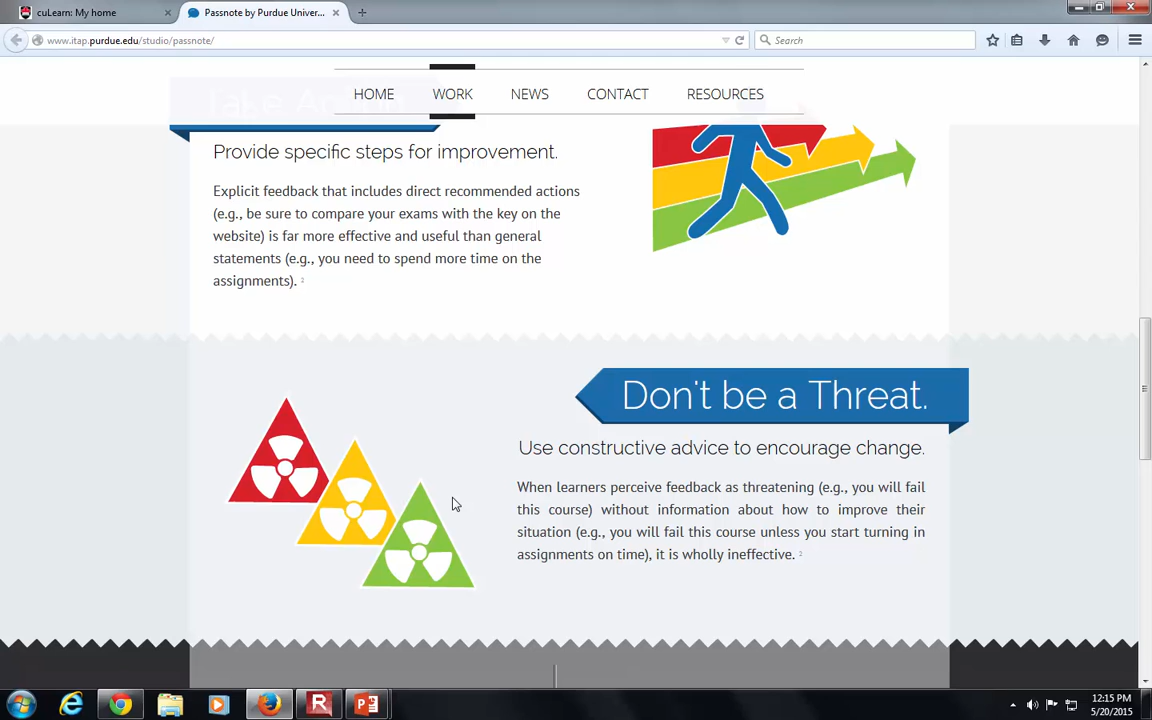 cuLearn: My home
Passnote by Purdue Univer...
www.itap.purdue.edu/studio/passnote/
Search
HOME
WORK
NEWS
CONTACT
RESOURCES
Take Action.
Provide specific steps for improvement.
Explicit feedback that includes direct recommended actions
(e.g., be sure to compare your exams with the key on the
website) is far more effective and useful than general
statements (e.g., you need to spend more time on the
assignments). 2
Don't be a Threat.
Use constructive advice to encourage change.
When learners perceive feedback as threatening (e.g., you will fail
this course) without information about how to improve their
situation (e.g., you will fail this course unless you start turning in
assignments on time), it is wholly ineffective. 2
12:15 PM
5/20/2015